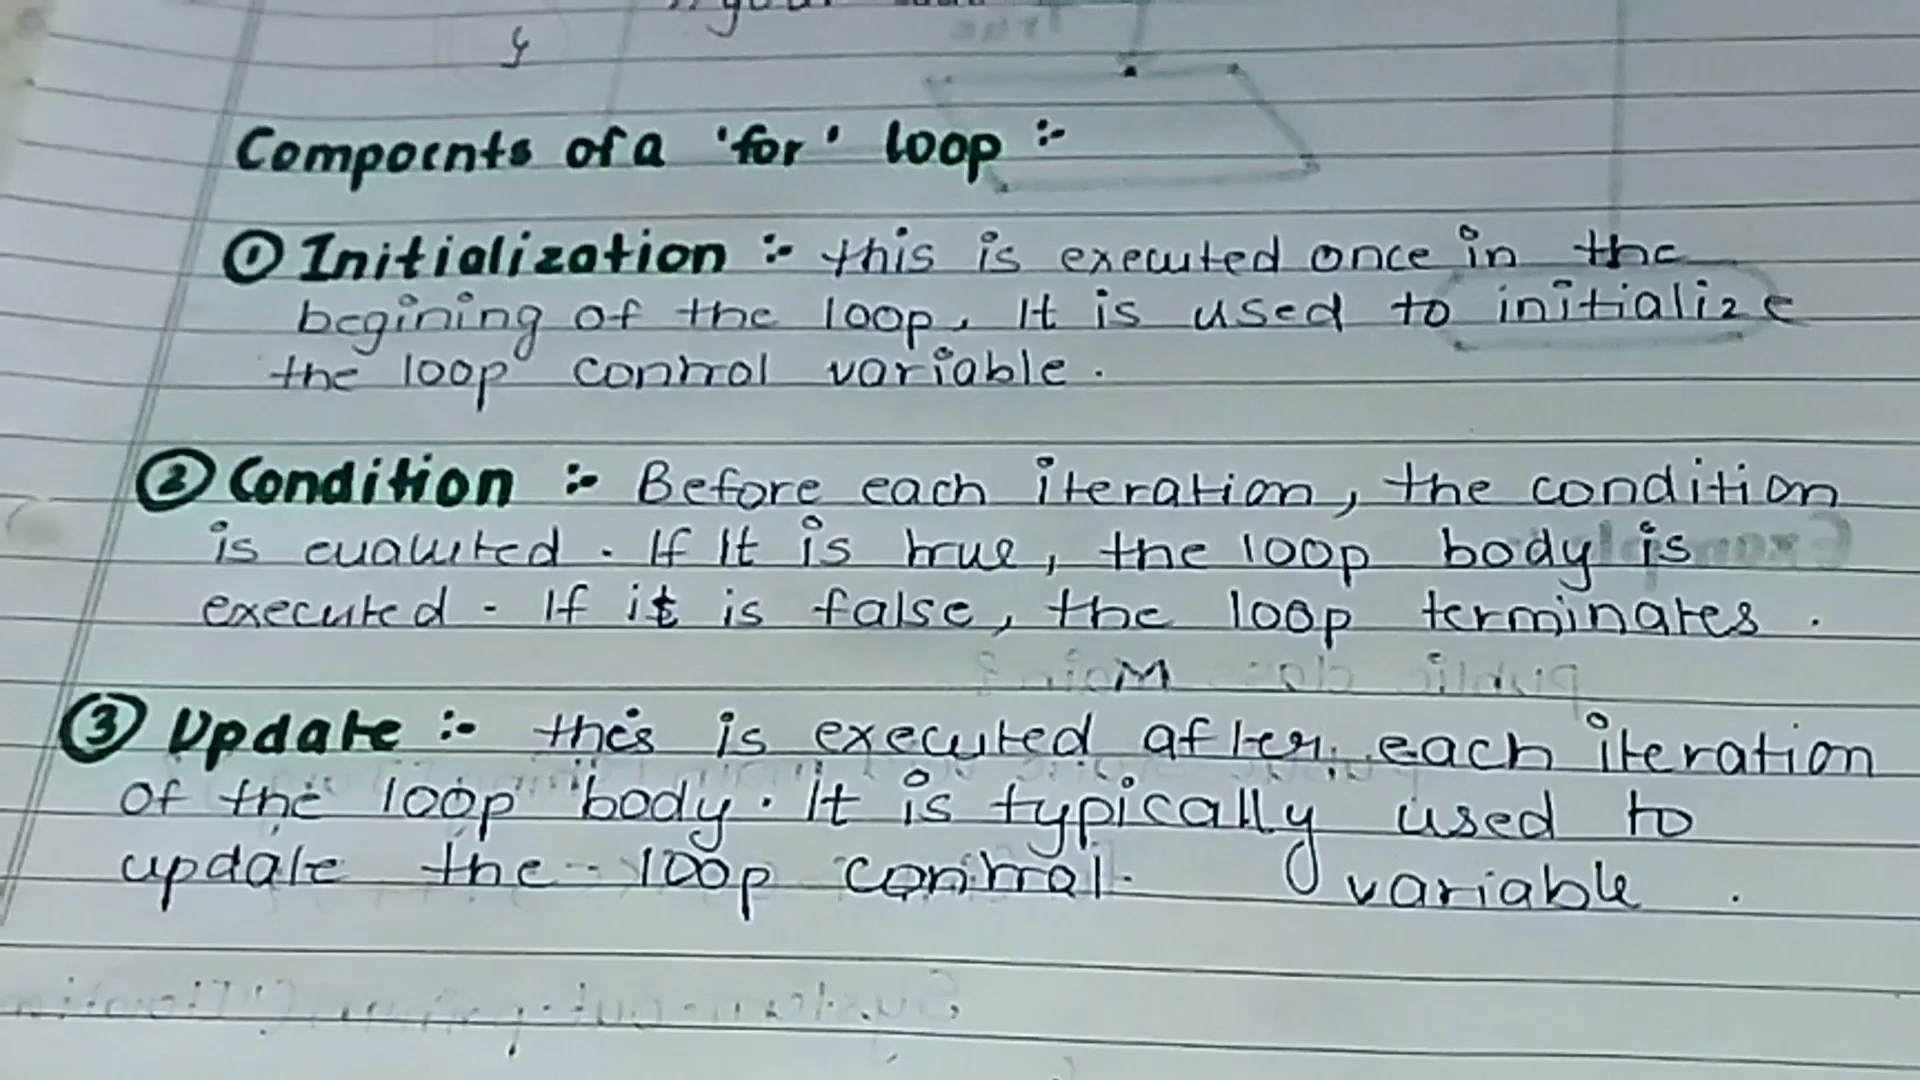 }
Compoents of a 'for' loop :-
① Initialization :- this is executed once in the
begining of the loop. It is used to initialize
the loop control variable.
② Condition :- Before each iteration, the condition
is evaluted. If It is true, the loop body is
executed. If it is false, the loop terminates.
③ Update :- this is executed after each iteration
of the loop body. It is typically used to
update the loop control variable.